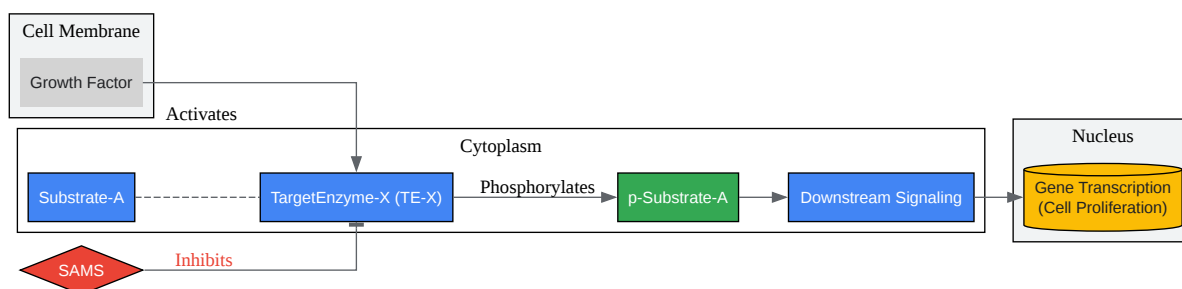 Cell Membrane
Growth Factor
Activates
Cytoplasm
Nucleus
Substrate-A
TargetEnzyme-X (TE-X)
Phosphorylates
p-Substrate-A
Downstream Signaling
Gene Transcription
(Cell Proliferation)
SAMS
Inhibits